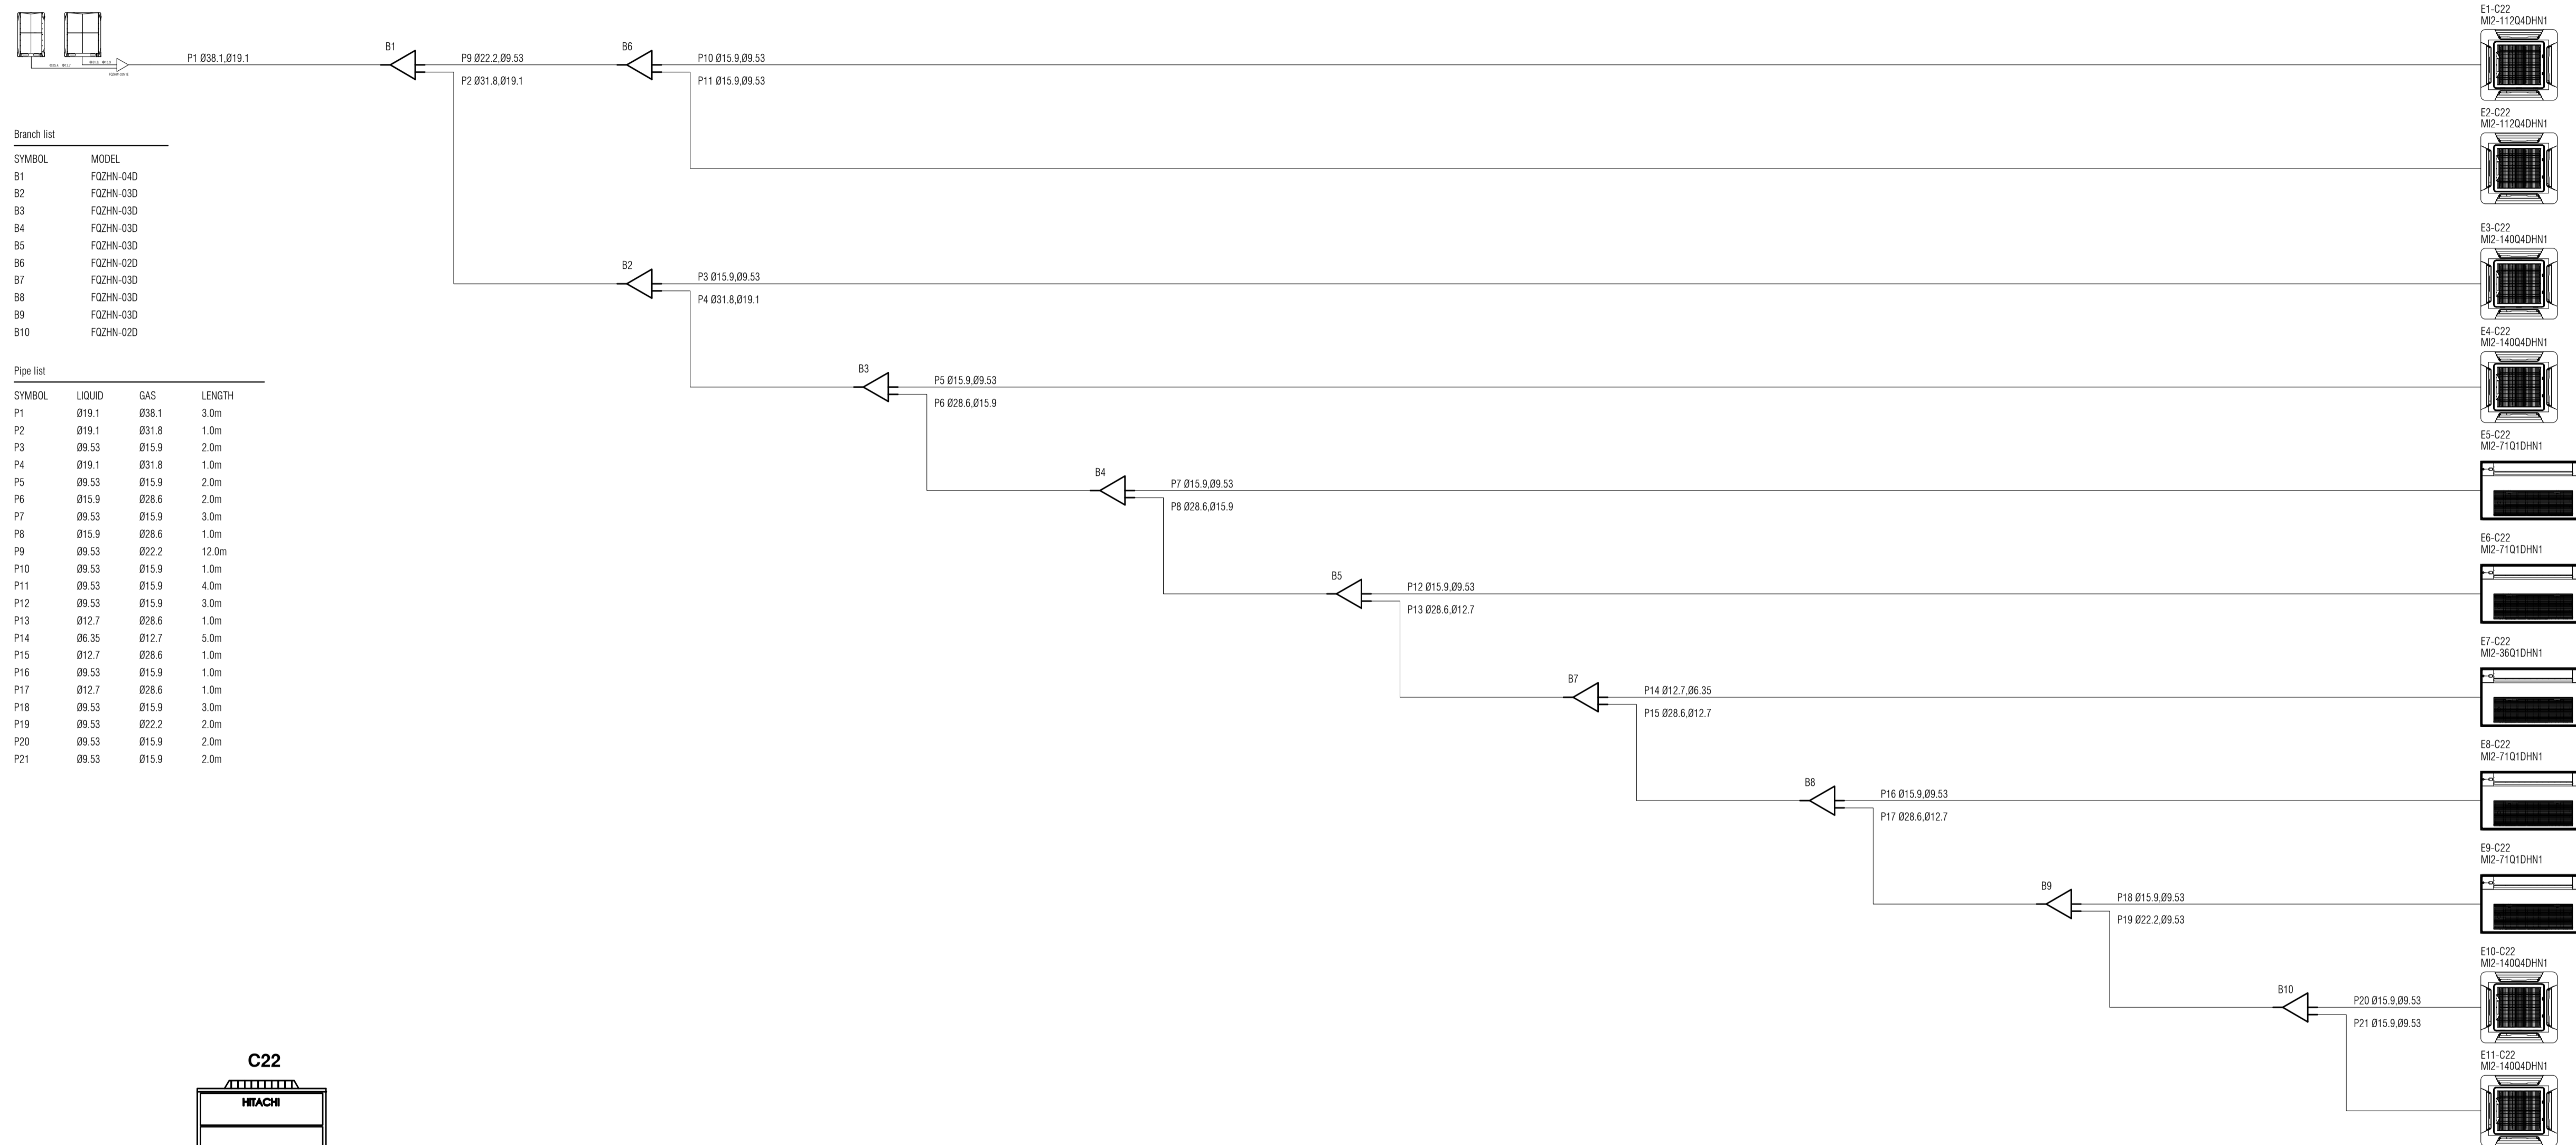 E1-C22
MI2-112Q4DHN1
P1 Ø38.1,Ø19.1
B1
P9 Ø22.2,Ø9.53
P2 Ø31.8,Ø19.1
B6
P10 Ø15.9,Ø9.53
P11 Ø15.9,Ø9.53
E2-C22
MI2-112Q4DHN1
Branch list
SYMBOL MODEL
B1 FQZHN-04D
B2 FQZHN-03D
B3 FQZHN-03D
B4 FQZHN-03D
B5 FQZHN-03D
B6 FQZHN-02D
B7 FQZHN-03D
B8 FQZHN-03D
B9 FQZHN-03D
B10 FQZHN-02D
E3-C22
MI2-140Q4DHN1
B2
P3 Ø15.9,Ø9.53
P4 Ø31.8,Ø19.1
E4-C22
MI2-140Q4DHN1
B3
P5 Ø15.9,Ø9.53
P6 Ø28.6,Ø15.9
Pipe list
SYMBOL LIQUID GAS LENGTH
P1 Ø19.1 Ø38.1 3.0m
P2 Ø19.1 Ø31.8 1.0m
P3 Ø9.53 Ø15.9 2.0m
P4 Ø19.1 Ø31.8 1.0m
P5 Ø9.53 Ø15.9 2.0m
P6 Ø15.9 Ø28.6 2.0m
P7 Ø9.53 Ø15.9 3.0m
P8 Ø15.9 Ø28.6 1.0m
P9 Ø9.53 Ø22.2 12.0m
P10 Ø9.53 Ø15.9 1.0m
P11 Ø9.53 Ø15.9 4.0m
P12 Ø9.53 Ø15.9 3.0m
P13 Ø12.7 Ø28.6 1.0m
P14 Ø6.35 Ø12.7 5.0m
P15 Ø12.7 Ø28.6 1.0m
P16 Ø9.53 Ø15.9 1.0m
P17 Ø12.7 Ø28.6 1.0m
P18 Ø9.53 Ø15.9 3.0m
P19 Ø9.53 Ø22.2 2.0m
P20 Ø9.53 Ø15.9 2.0m
P21 Ø9.53 Ø15.9 2.0m
E5-C22
MI2-71Q1DHN1
B4
P7 Ø15.9,Ø9.53
P8 Ø28.6,Ø15.9
E6-C22
MI2-71Q1DHN1
B5
P12 Ø15.9,Ø9.53
P13 Ø28.6,Ø12.7
E7-C22
MI2-36Q1DHN1
B7
P14 Ø12.7,Ø6.35
P15 Ø28.6,Ø12.7
E8-C22
MI2-71Q1DHN1
B8
P16 Ø15.9,Ø9.53
P17 Ø28.6,Ø12.7
E9-C22
MI2-71Q1DHN1
B9
P18 Ø15.9,Ø9.53
P19 Ø22.2,Ø9.53
E10-C22
MI2-140Q4DHN1
B10
P20 Ø15.9,Ø9.53
P21 Ø15.9,Ø9.53
E11-C22
MI2-140Q4DHN1
C22
HITACHI